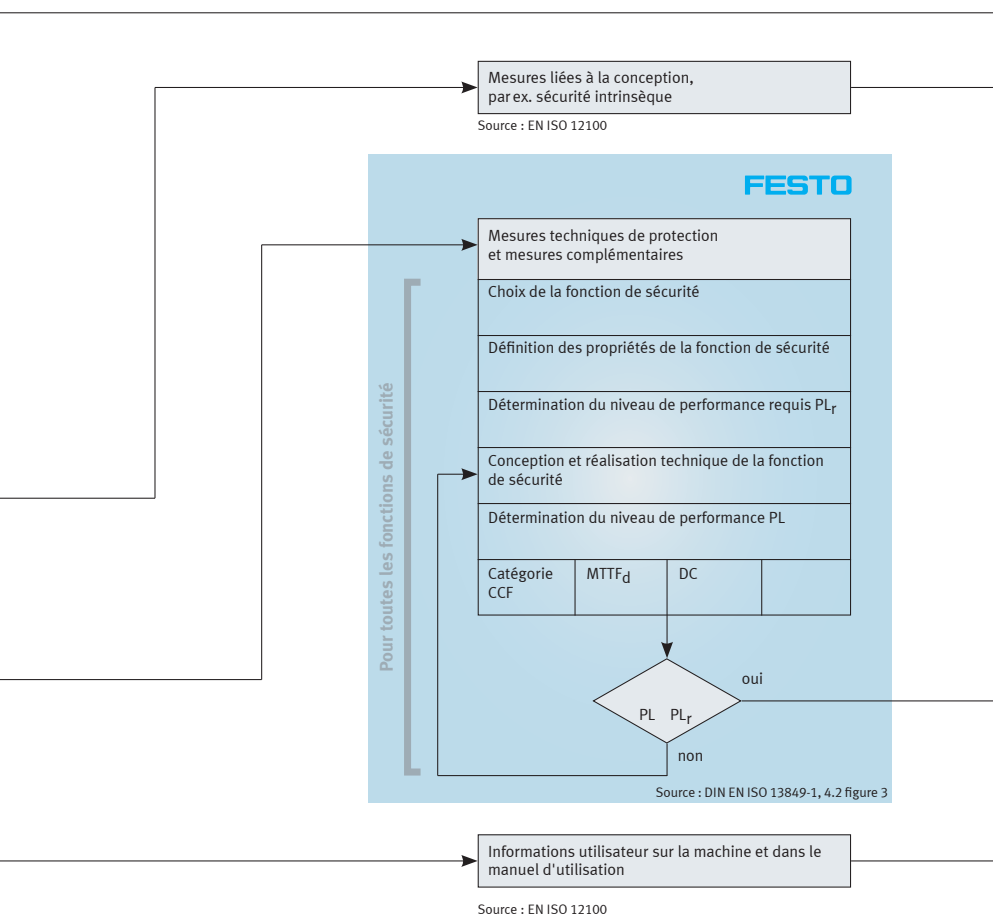 Mesures liées à la conception,
par ex. sécurité intrinsèque
Source : EN ISO 12100
FESTO
Mesures techniques de protection
et mesures complémentaires
Choix de la fonction de sécurité
Définition des propriétés de la fonction de sécurité
Détermination du niveau de performance requis PLr
Conception et réalisation technique de la fonction
de sécurité
Détermination du niveau de performance PL
Catégorie
CCF
MTTFd
DC
Pour toutes les fonctions de sécurité
oui
PL PLr
non
Source : DIN EN ISO 13849-1, 4.2 figure 3
Informations utilisateur sur la machine et dans le
manuel d'utilisation
Source : EN ISO 12100